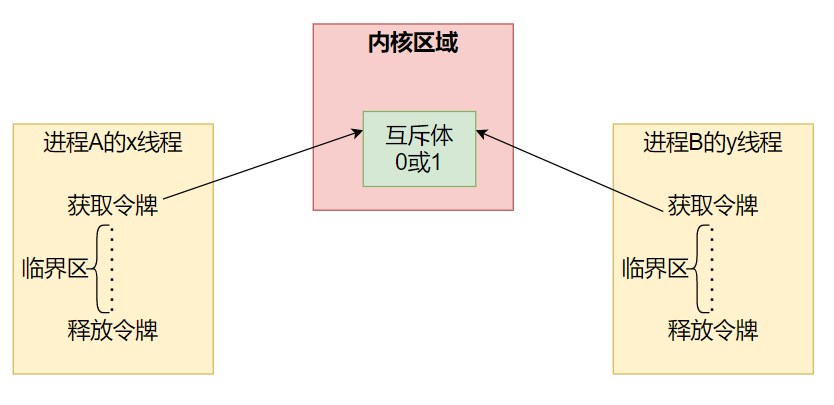 内核区域
互斥体
0或1
进程A的x线程
获取令牌
临界区
释放令牌
进程B的y线程
获取令牌
临界区
释放令牌